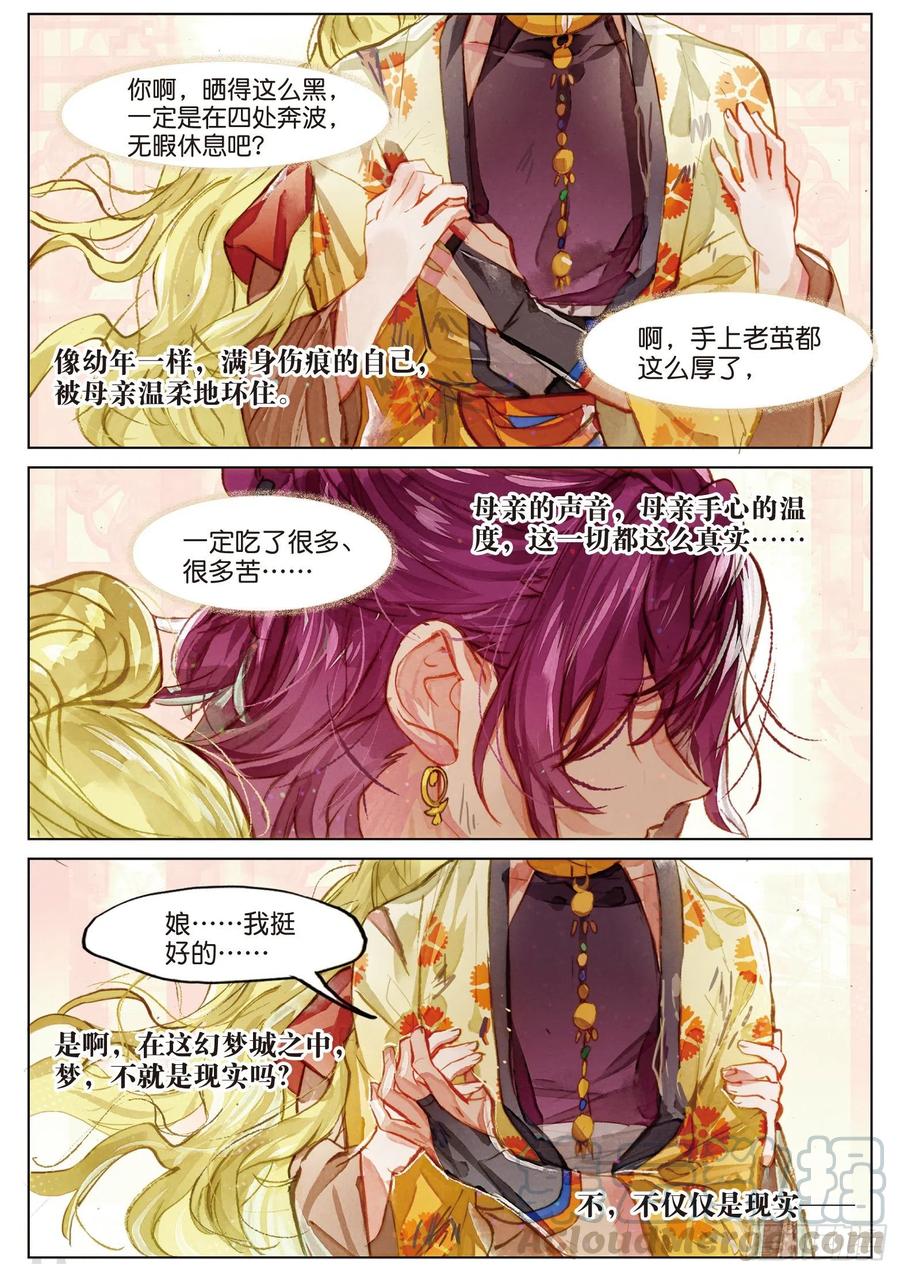 你啊，晒得这么黑，
一定是在四处奔波，
无暇休息吧？
啊，手上老茧都
这么厚了，
像幼年一样，满身伤痕的自己，
被母亲温柔地环住。
母亲的声音，母亲手心的温
度，这一切都这么真实……
一定吃了很多、
很多苦……
娘……我挺
好的……
是啊，在这幻梦城之中，
梦，不就是现实吗？
不，不仅仅是现实——
Acloudmerge.com